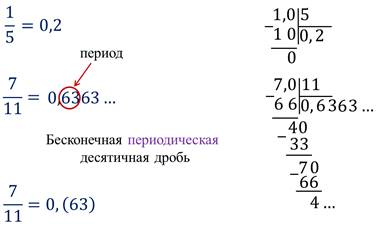 1/5 = 0,2
период
7/11 = 0,6363 ...
Бесконечная периодическая
десятичная дробь
7/11 = 0, (63)
1,0 | 5
− 1 0 | 0,2
0
7,0 | 11
− 6 6 | 0,6363 ...
− 40
33
− 70
66
4 ...